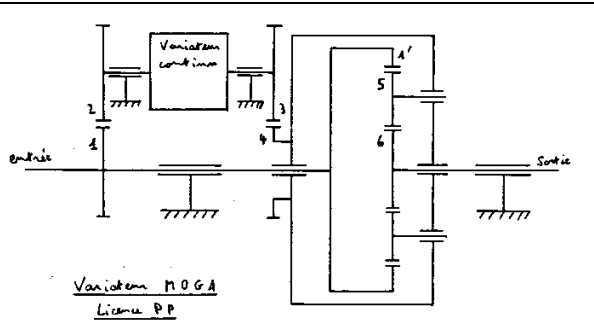 Variateur
continu
1'
5
2
3
1
4
6
entrée
Sortie
Variateur MOGA
Licence PP